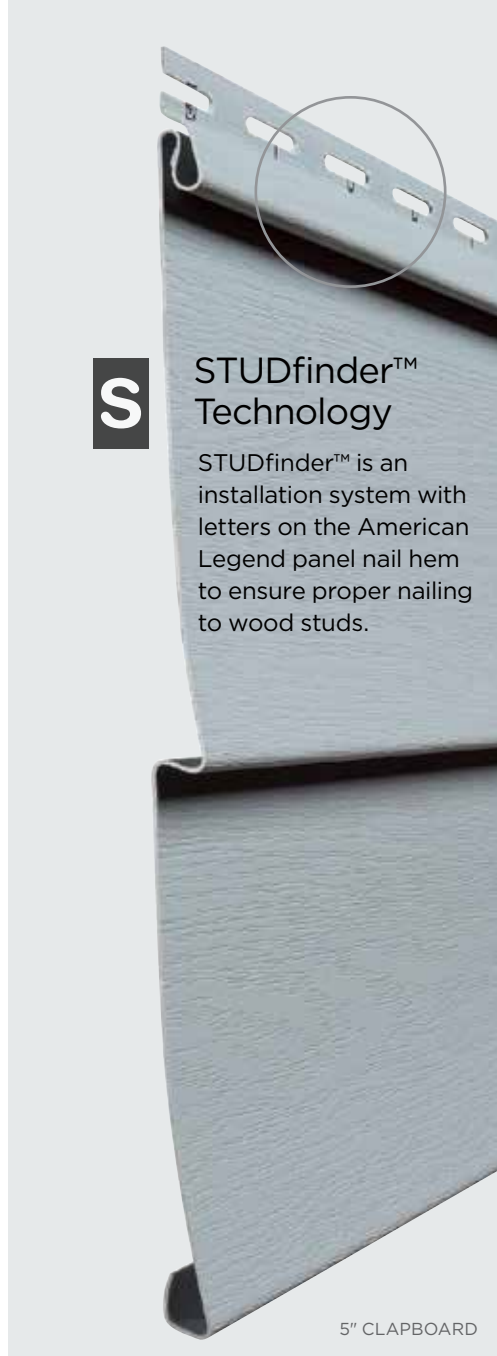 S
STUDfinder™
Technology
STUDfinder™ is an
installation system with
letters on the American
Legend panel nail hem
to ensure proper nailing
to wood studs.
5" CLAPBOARD